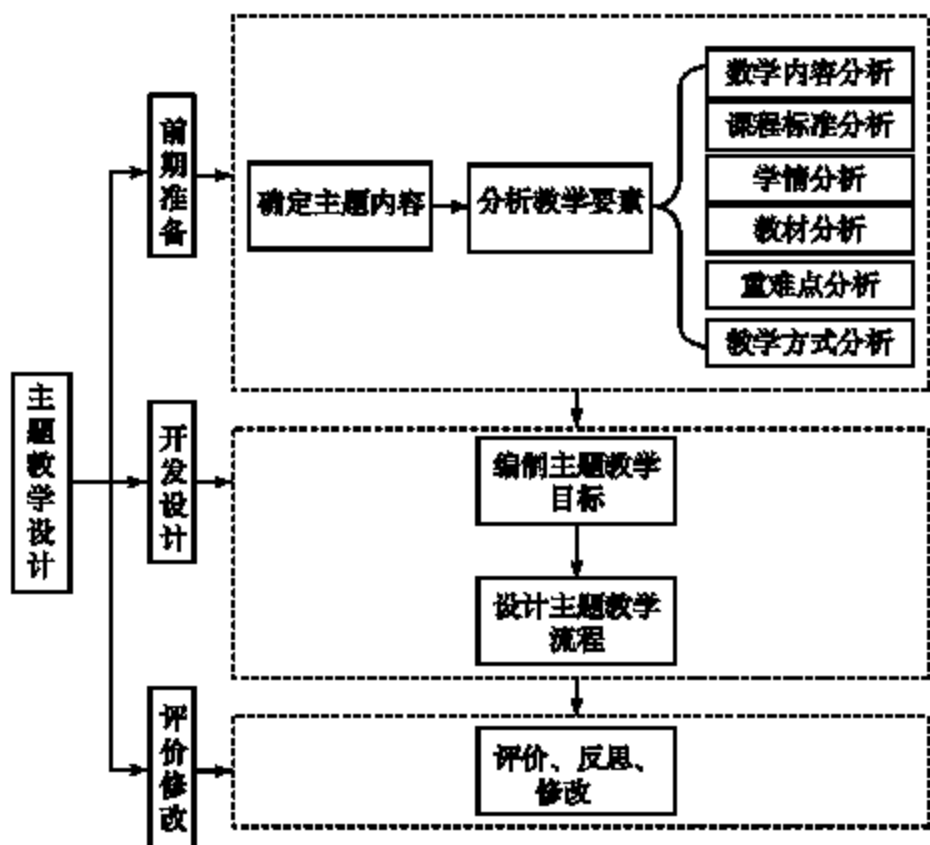 主题教学设计
前期准备
确定主题内容
分析教学要素
数学内容分析
课程标准分析
学情分析
教材分析
重难点分析
教学方式分析
开发设计
编制主题教学
目标
设计主题教学
流程
评价修改
评价、反思、
修改